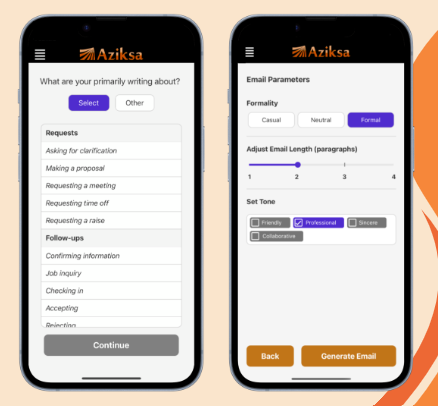 Aziksa
What are your primarily writing about?
Select Other
Requests
Asking for clarification
Making a proposal
Requesting a meeting
Requesting time off
Requesting a raise
Follow-ups
Confirming information
Job inquiry
Checking in
Accepting
Rejecting
Continue
Aziksa
Email Parameters
Formality
Casual Neutral Formal
Adjust Email Length (paragraphs)
1 2 3 4
Set Tone
Friendly Professional Sincere
Collaborative
Back Generate Email